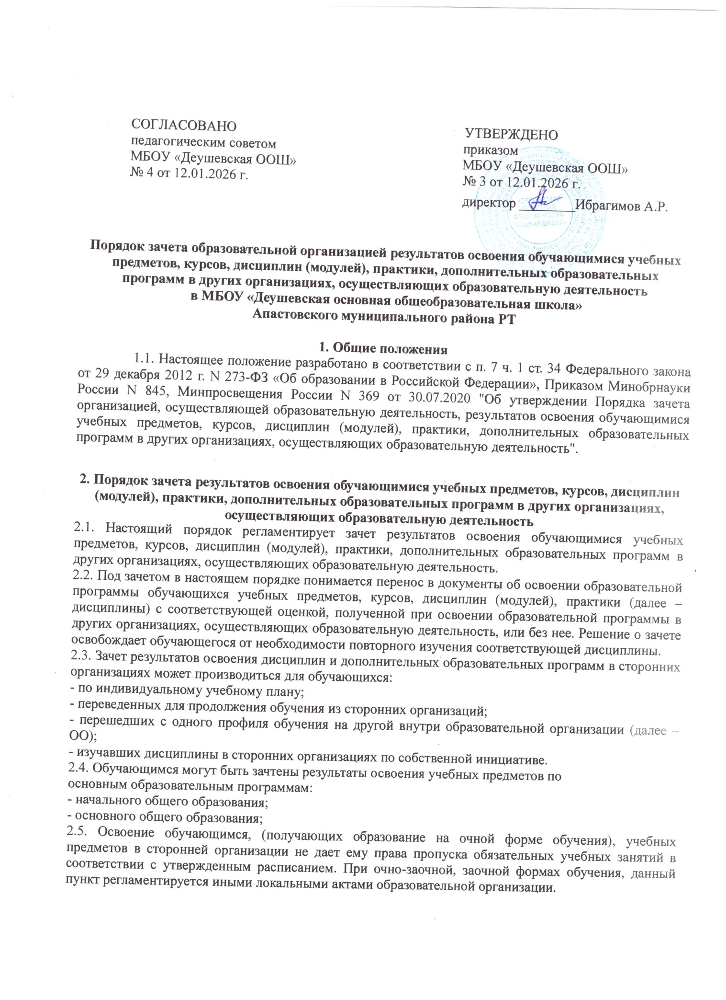 СОГЛАСОВАНО
педагогическим советом
МБОУ «Деушевская ООШ»
№ 4 от 12.01.2026 г.
УТВЕРЖДЕНО
приказом
МБОУ «Деушевская ООШ»
№ 3 от 12.01.2026 г.
директор ________Ибрагимов А.Р.
Порядок зачета образовательной организацией результатов освоения обучающимися учебных
предметов, курсов, дисциплин (модулей), практики, дополнительных образовательных
программ в других организациях, осуществляющих образовательную деятельность
в МБОУ «Деушевская основная общеобразовательная школа»
Апастовского муниципального района РТ
1. Общие положения
1.1. Настоящее положение разработано в соответствии с п. 7 ч. 1 ст. 34 Федерального закона
от 29 декабря 2012 г. N 273-ФЗ «Об образовании в Российской Федерации», Приказом Минобрнауки
России N 845, Минпросвещения России N 369 от 30.07.2020 "Об утверждении Порядка зачета
организацией, осуществляющей образовательную деятельность, результатов освоения обучающимися
учебных предметов, курсов, дисциплин (модулей), практики, дополнительных образовательных
программ в других организациях, осуществляющих образовательную деятельность".
2. Порядок зачета результатов освоения обучающимися учебных предметов, курсов, дисциплин
(модулей), практики, дополнительных образовательных программ в других организациях,
осуществляющих образовательную деятельность
2.1. Настоящий порядок регламентирует зачет результатов освоения обучающимися учебных
предметов, курсов, дисциплин (модулей), практики, дополнительных образовательных программ в
других организациях, осуществляющих образовательную деятельность.
2.2. Под зачетом в настоящем порядке понимается перенос в документы об освоении образовательной
программы обучающихся учебных предметов, курсов, дисциплин (модулей), практики (далее –
дисциплины) с соответствующей оценкой, полученной при освоении образовательной программы в
других организациях, осуществляющих образовательную деятельность, или без нее. Решение о зачете
освобождает обучающегося от необходимости повторного изучения соответствующей дисциплины.
2.3. Зачет результатов освоения дисциплин и дополнительных образовательных программ в сторонних
организациях может производиться для обучающихся:
- по индивидуальному учебному плану;
- переведенных для продолжения обучения из сторонних организаций;
- перешедших с одного профиля обучения на другой внутри образовательной организации (далее –
ОО);
- изучавших дисциплины в сторонних организациях по собственной инициативе.
2.4. Обучающимся могут быть зачтены результаты освоения учебных предметов по
основным образовательным программам:
- начального общего образования;
- основного общего образования;
2.5. Освоение обучающимся, (получающих образование на очной форме обучения), учебных
предметов в сторонней организации не дает ему права пропуска обязательных учебных занятий в
соответствии с утвержденным расписанием. При очно-заочной, заочной формах обучения, данный
пункт регламентируется иными локальными актами образовательной организации.